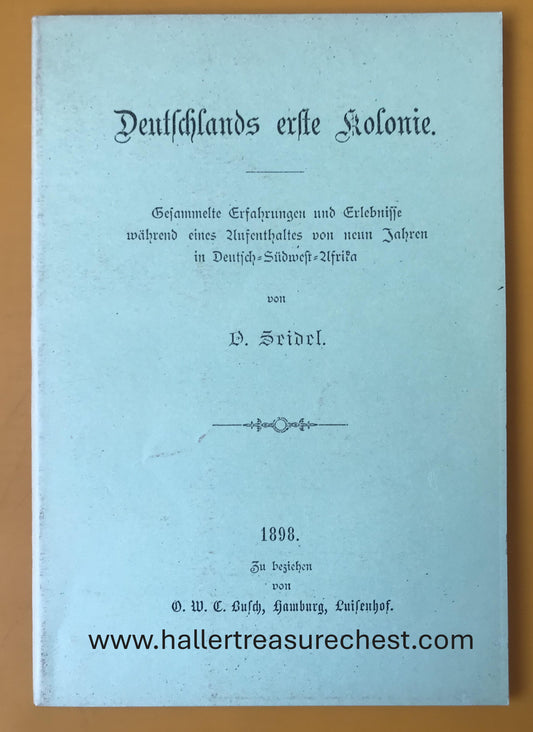 Deutschlands erste Kolonie.
Gesammelte Erfahrungen und Erlebnisse
während eines Aufenthaltes von neun Jahren
in Deutsch-Südwest-Afrika
von
D. Seidel.
1898.
Zu beziehen
von
O. W. C. Busch, Hamburg, Luisenhof.
www.hallertreasurechest.com